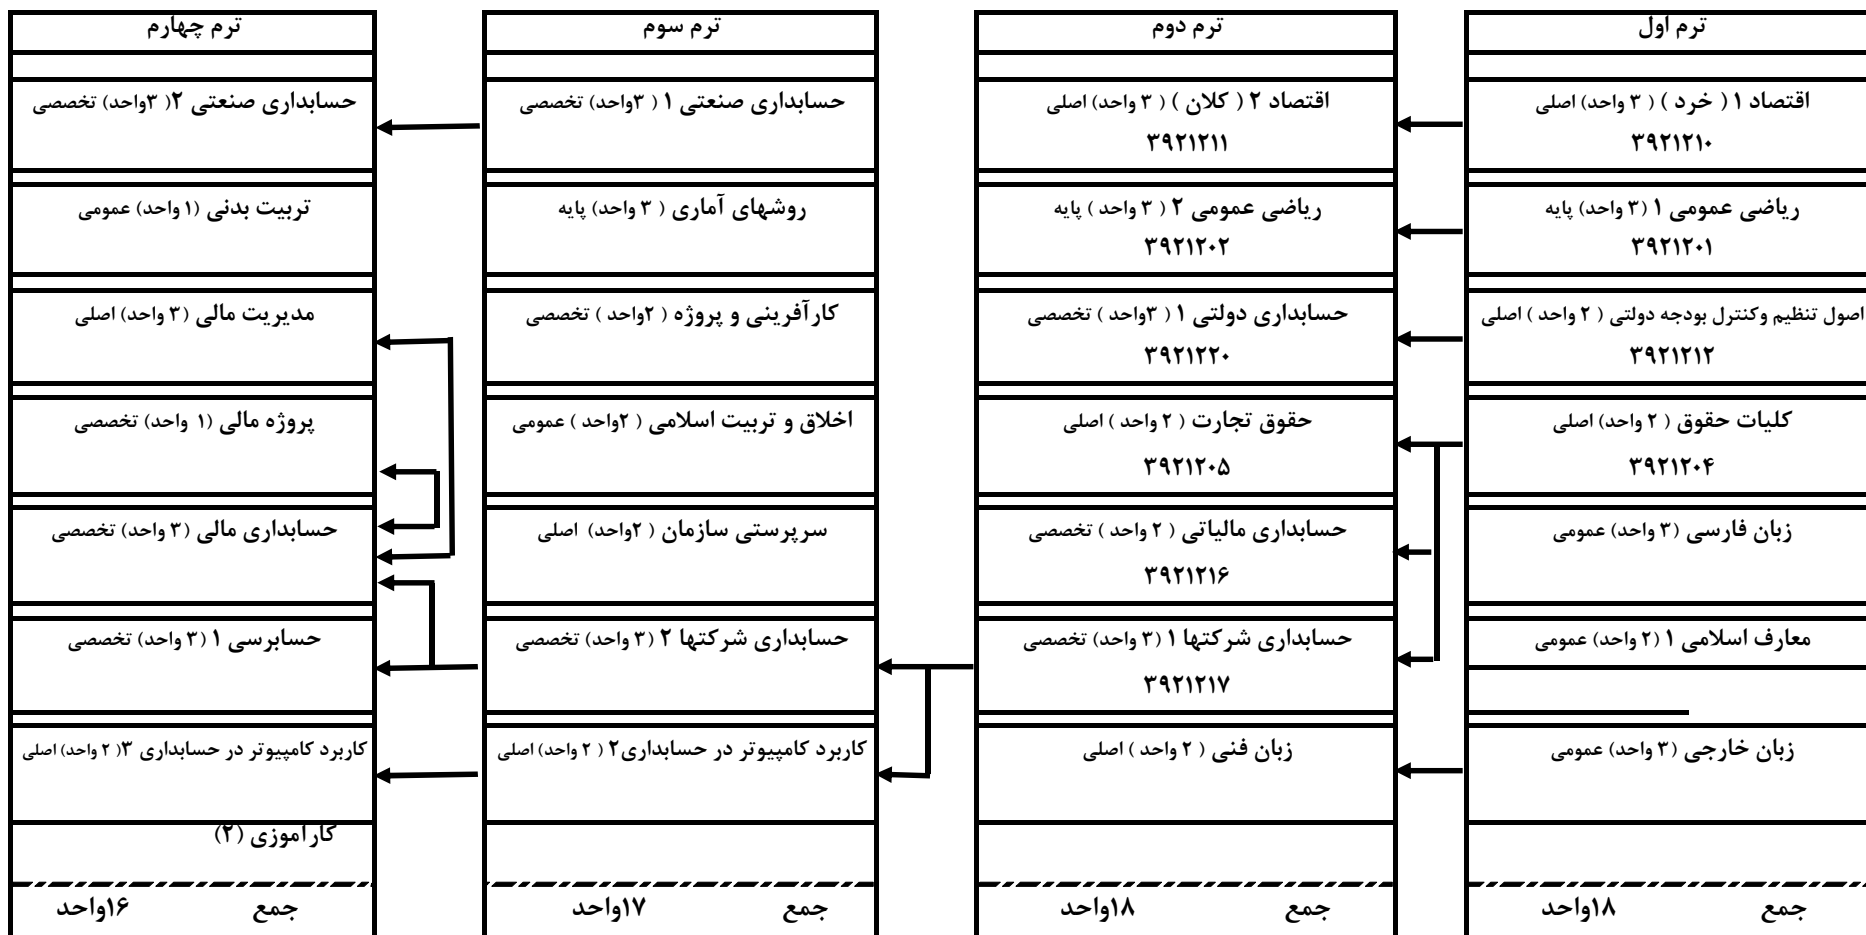 ترم اول
اقتصاد ۱ ( خرد ) ( ۳ واحد) اصلی
۳۹۲۱۲۱۰
ریاضی عمومی ۱ (۳ واحد) پایه
۳۹۲۱۲۰۱
اصول تنظیم وکنترل بودجه دولتی ( ۲ واحد ) اصلی
۳۹۲۱۲۱۲
کلیات حقوق ( ۲ واحد) اصلی
۳۹۲۱۲۰۴
زبان فارسی (۳ واحد) عمومی
معارف اسلامی ۱ (۲ واحد) عمومی
زبان خارجی (۳ واحد) عمومی
جمع ۱۸واحد
ترم دوم
اقتصاد ۲ ( کلان ) ( ۳ واحد) اصلی
۳۹۲۱۲۱۱
ریاضی عمومی ۲ ( ۳ واحد ) پایه
۳۹۲۱۲۰۲
حسابداری دولتی ۱ ( ۳واحد ) تخصصی
۳۹۲۱۲۲۰
حقوق تجارت ( ۲ واحد ) اصلی
۳۹۲۱۲۰۵
حسابداری مالیاتی ( ۲ واحد ) تخصصی
۳۹۲۱۲۱۶
حسابداری شرکتها ۱ (۳ واحد) تخصصی
۳۹۲۱۲۱۷
زبان فنی ( ۲ واحد ) اصلی
جمع ۱۸واحد
ترم سوم
حسابداری صنعتی ۱ ( ۳واحد) تخصصی
روشهای آماری ( ۳ واحد) پایه
کارآفرینی و پروژه ( ۲واحد ) تخصصی
اخلاق و تربیت اسلامی ( ۲واحد ) عمومی
سرپرستی سازمان ( ۲واحد) اصلی
حسابداری شرکتها ۲ (۳ واحد) تخصصی
کاربرد کامپیوتر در حسابداری۲ ( ۲ واحد) اصلی
جمع ۱۷واحد
ترم چهارم
حسابداری صنعتی ۲( ۳واحد) تخصصی
تربیت بدنی (۱ واحد) عمومی
مدیریت مالی (۳ واحد) اصلی
پروژه مالی (۱ واحد) تخصصی
حسابداری مالی (۳ واحد) تخصصی
حسابرسی ۱ (۳ واحد) تخصصی
کاربرد کامپیوتر در حسابداری ۳( ۲ واحد) اصلی
کارآموزی (۲)
جمع ۱۶واحد